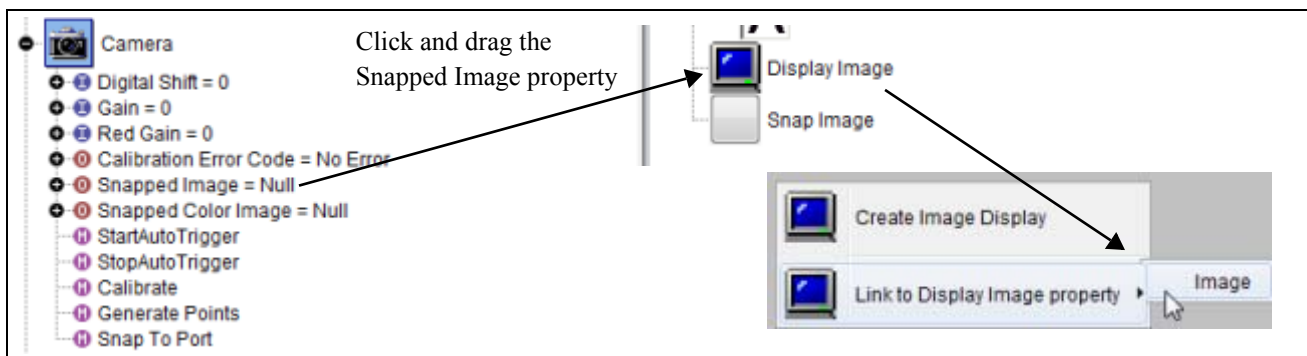 Camera
Digital Shift = 0
Gain = 0
Red Gain = 0
Calibration Error Code = No Error
Snapped Image = Null
Snapped Color Image = Null
StartAutoTrigger
StopAutoTrigger
Calibrate
Generate Points
Snap To Port
Click and drag the
Snapped Image property
Display Image
Snap Image
Create Image Display
Link to Display Image property
Image